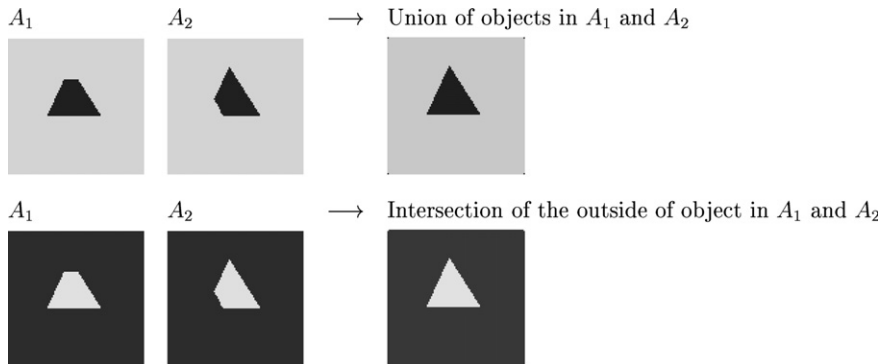 A₁ A₂ ⟶ Union of objects in A₁ and A₂
A₁ A₂ ⟶ Intersection of the outside of object in A₁ and A₂